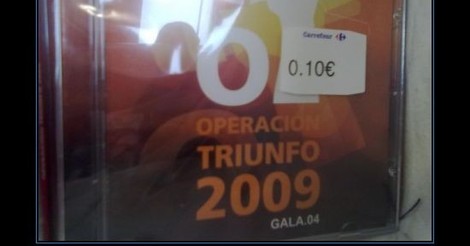 Carrefour
0.10€
OPERACIÓN
TRIUNFO
2009
GALA.04